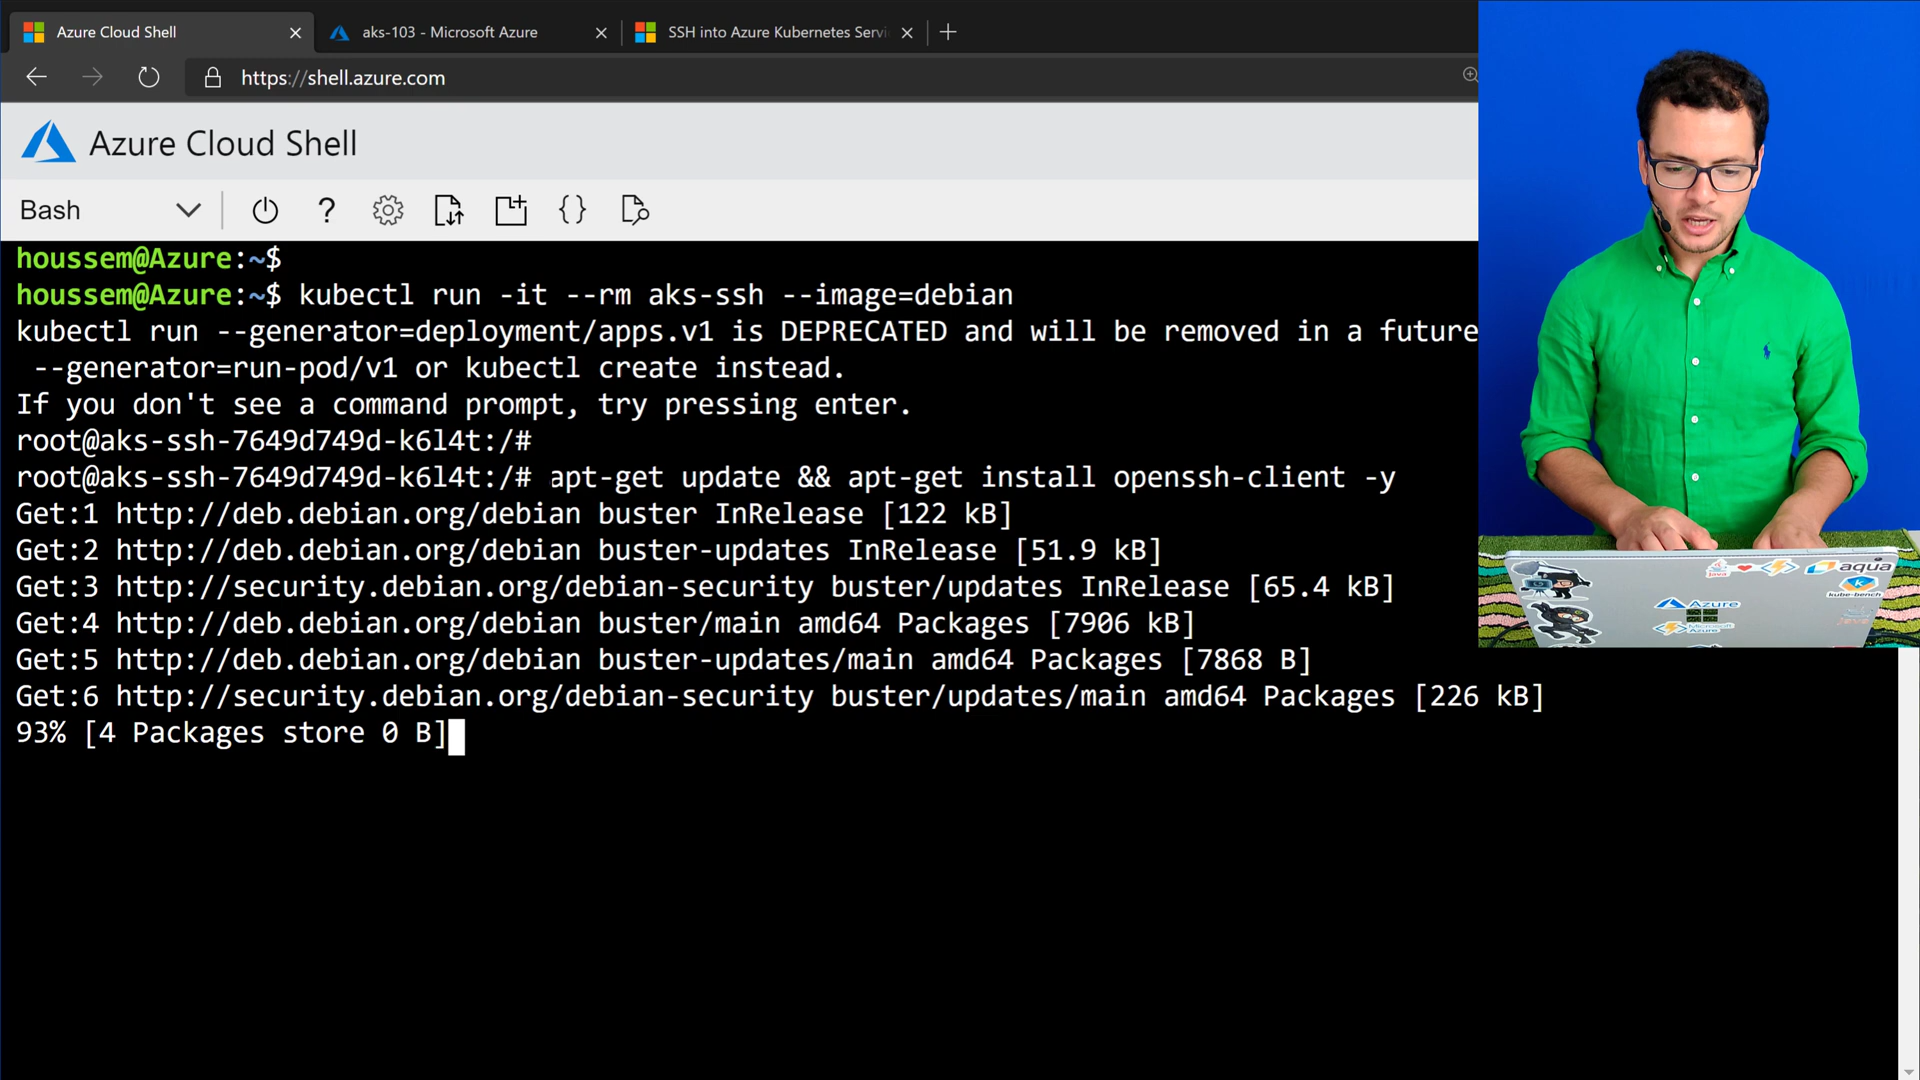 Azure Cloud Shell
aks-103 - Microsoft Azure
SSH into Azure Kubernetes Servi
https://shell.azure.com
Azure Cloud Shell
Bash
houssem@Azure:~$
houssem@Azure:~$ kubectl run -it --rm aks-ssh --image=debian
kubectl run --generator=deployment/apps.v1 is DEPRECATED and will be removed in a future
--generator=run-pod/v1 or kubectl create instead.
If you don't see a command prompt, try pressing enter.
root@aks-ssh-7649d749d-k6l4t:/#
root@aks-ssh-7649d749d-k6l4t:/# apt-get update && apt-get install openssh-client -y
Get:1 http://deb.debian.org/debian buster InRelease [122 kB]
Get:2 http://deb.debian.org/debian buster-updates InRelease [51.9 kB]
Get:3 http://security.debian.org/debian-security buster/updates InRelease [65.4 kB]
Get:4 http://deb.debian.org/debian buster/main amd64 Packages [7906 kB]
Get:5 http://deb.debian.org/debian buster-updates/main amd64 Packages [7868 B]
Get:6 http://security.debian.org/debian-security buster/updates/main amd64 Packages [226 kB]
93% [4 Packages store 0 B]
Java
aqua
kube-bench
Azure
Microsoft
Azure
Java